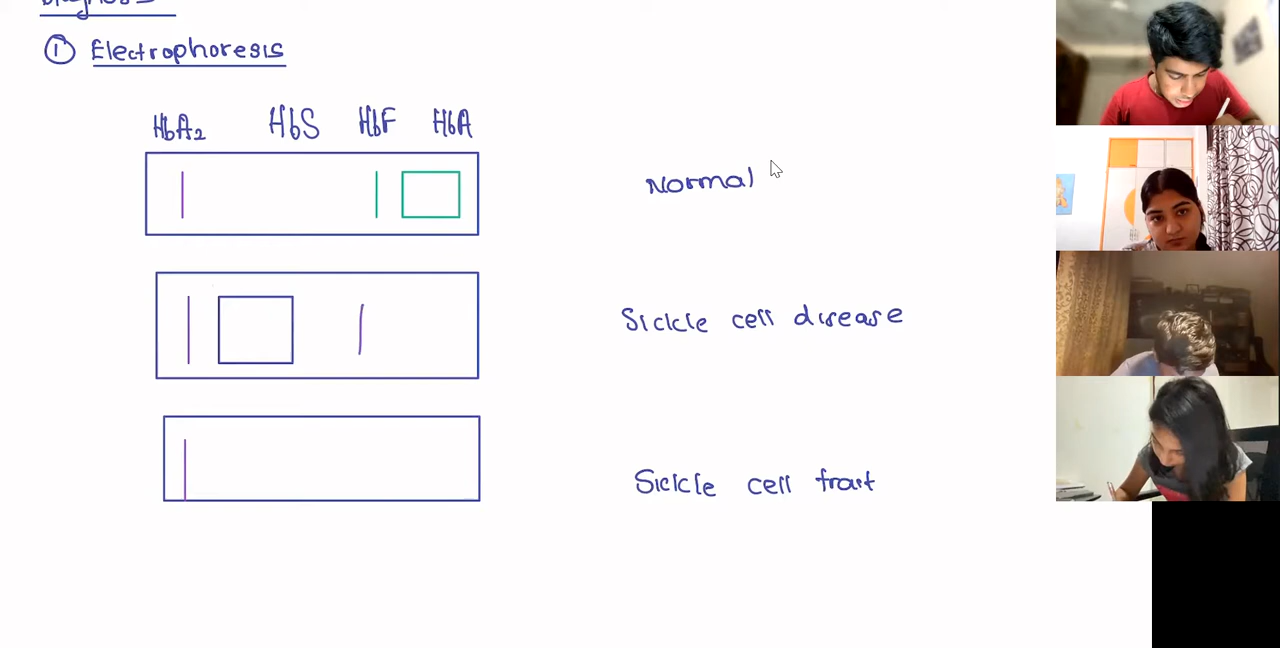 ① Electrophoresis
HbA2 HbS HbF HbA
Normal
Sickle cell disease
Sickle cell trait